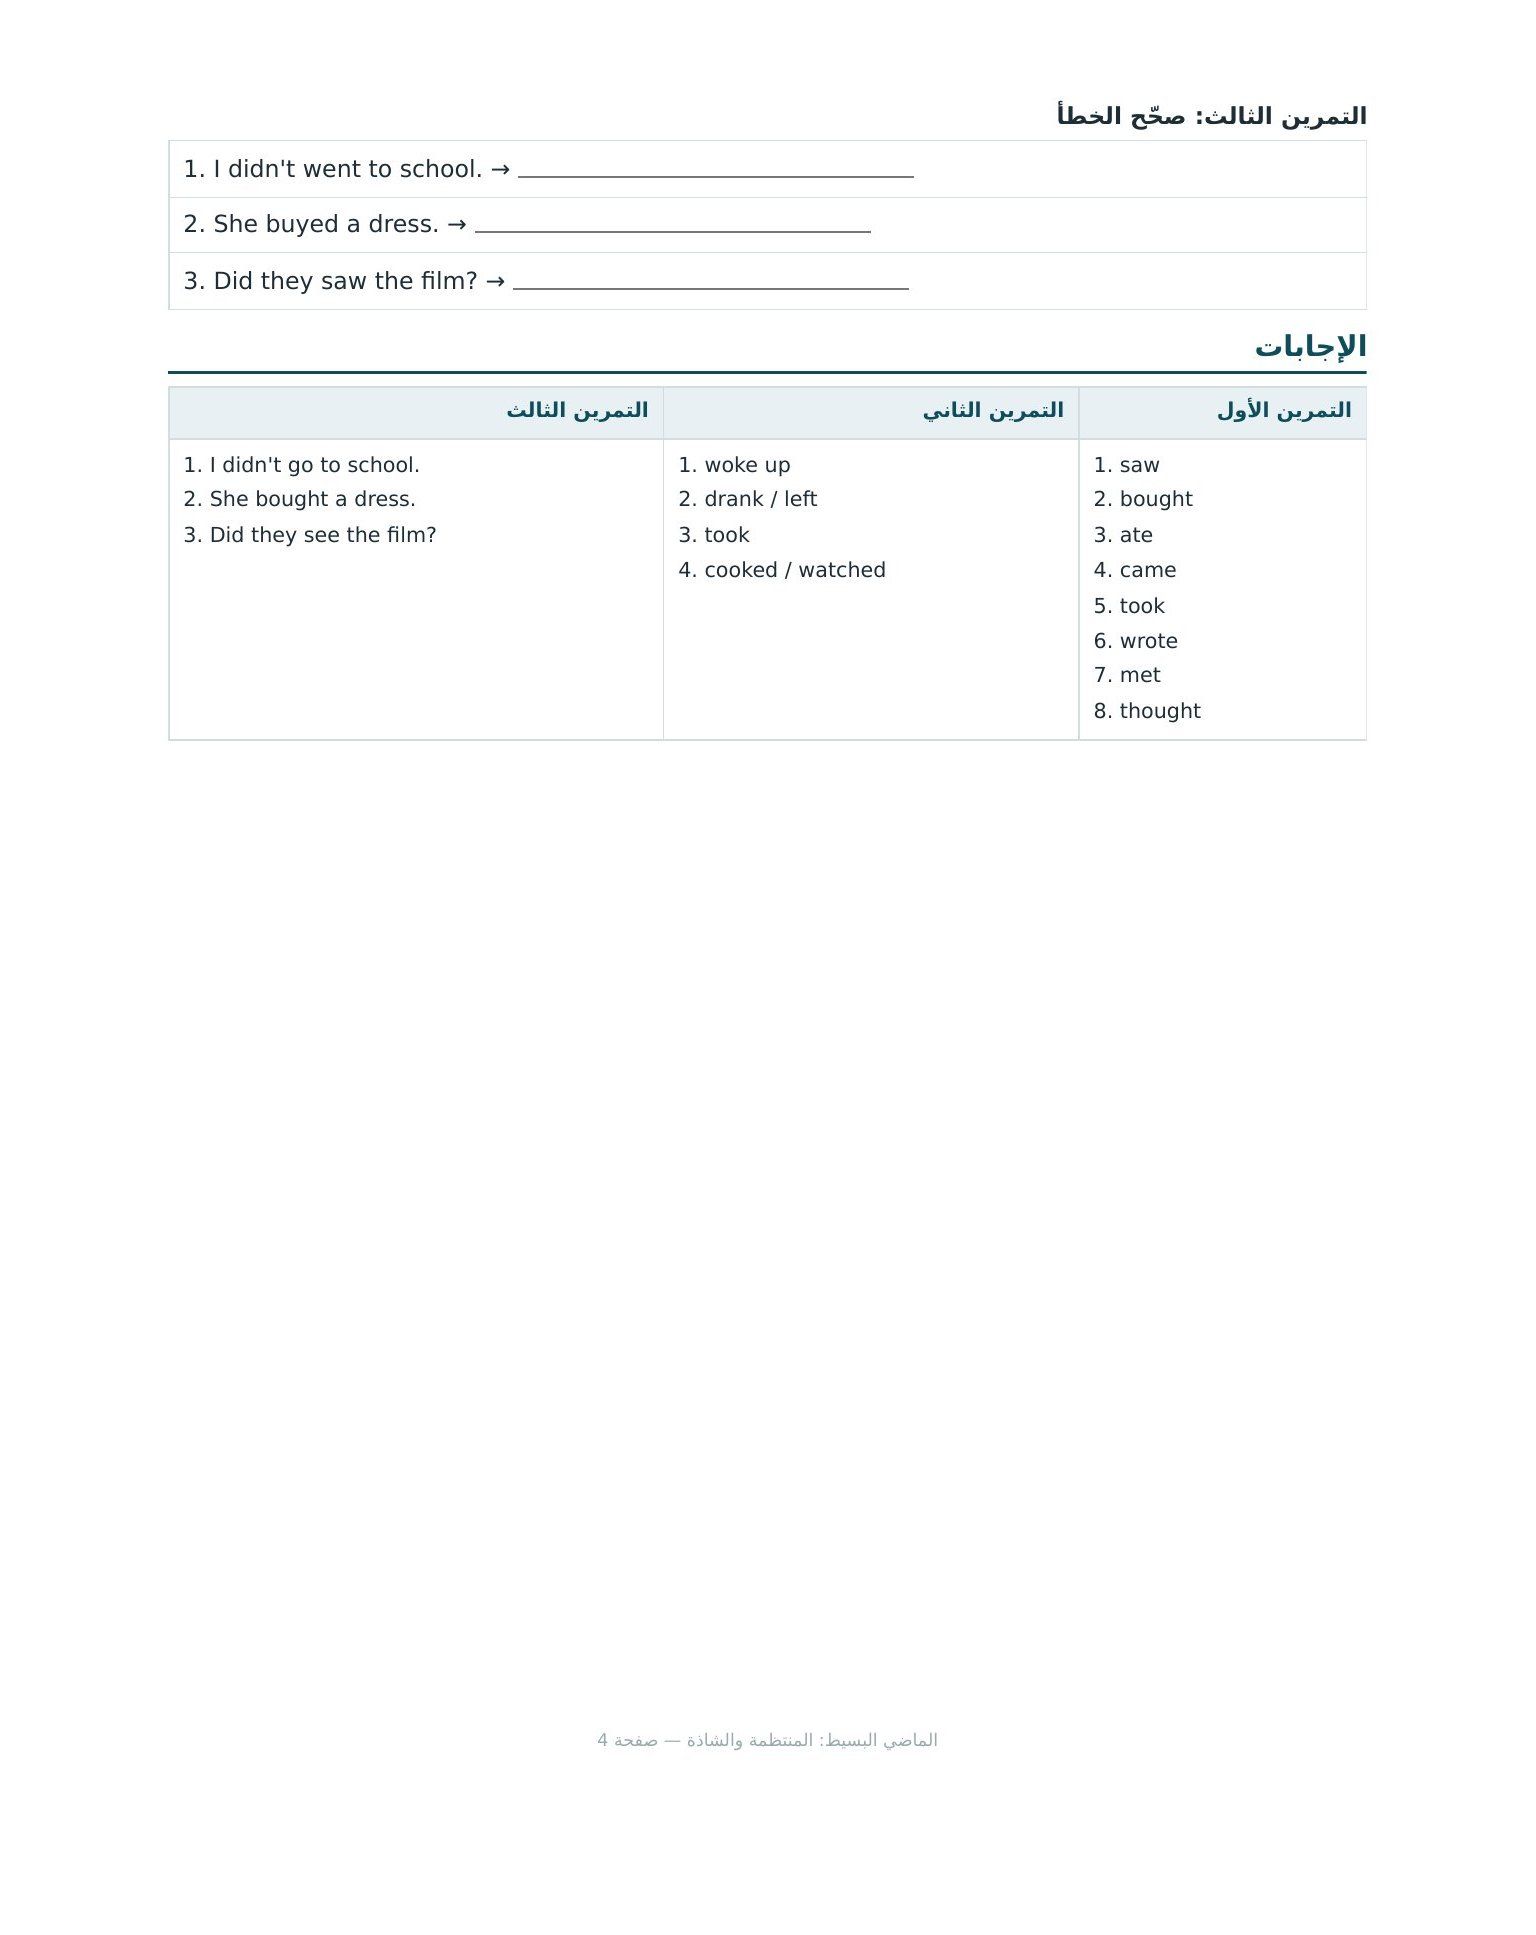 التمرين الثالث: صحّح الخطأ
1. I didn't went to school. → ____________________
2. She buyed a dress. → ____________________
3. Did they saw the film? → ____________________
الإجابات
التمرين الأول
التمرين الثاني
التمرين الثالث
1. saw
2. bought
3. ate
4. came
5. took
6. wrote
7. met
8. thought
1. woke up
2. drank / left
3. took
4. cooked / watched
1. I didn't go to school.
2. She bought a dress.
3. Did they see the film?
الماضي البسيط: المنتظمة والشاذة — صفحة 4